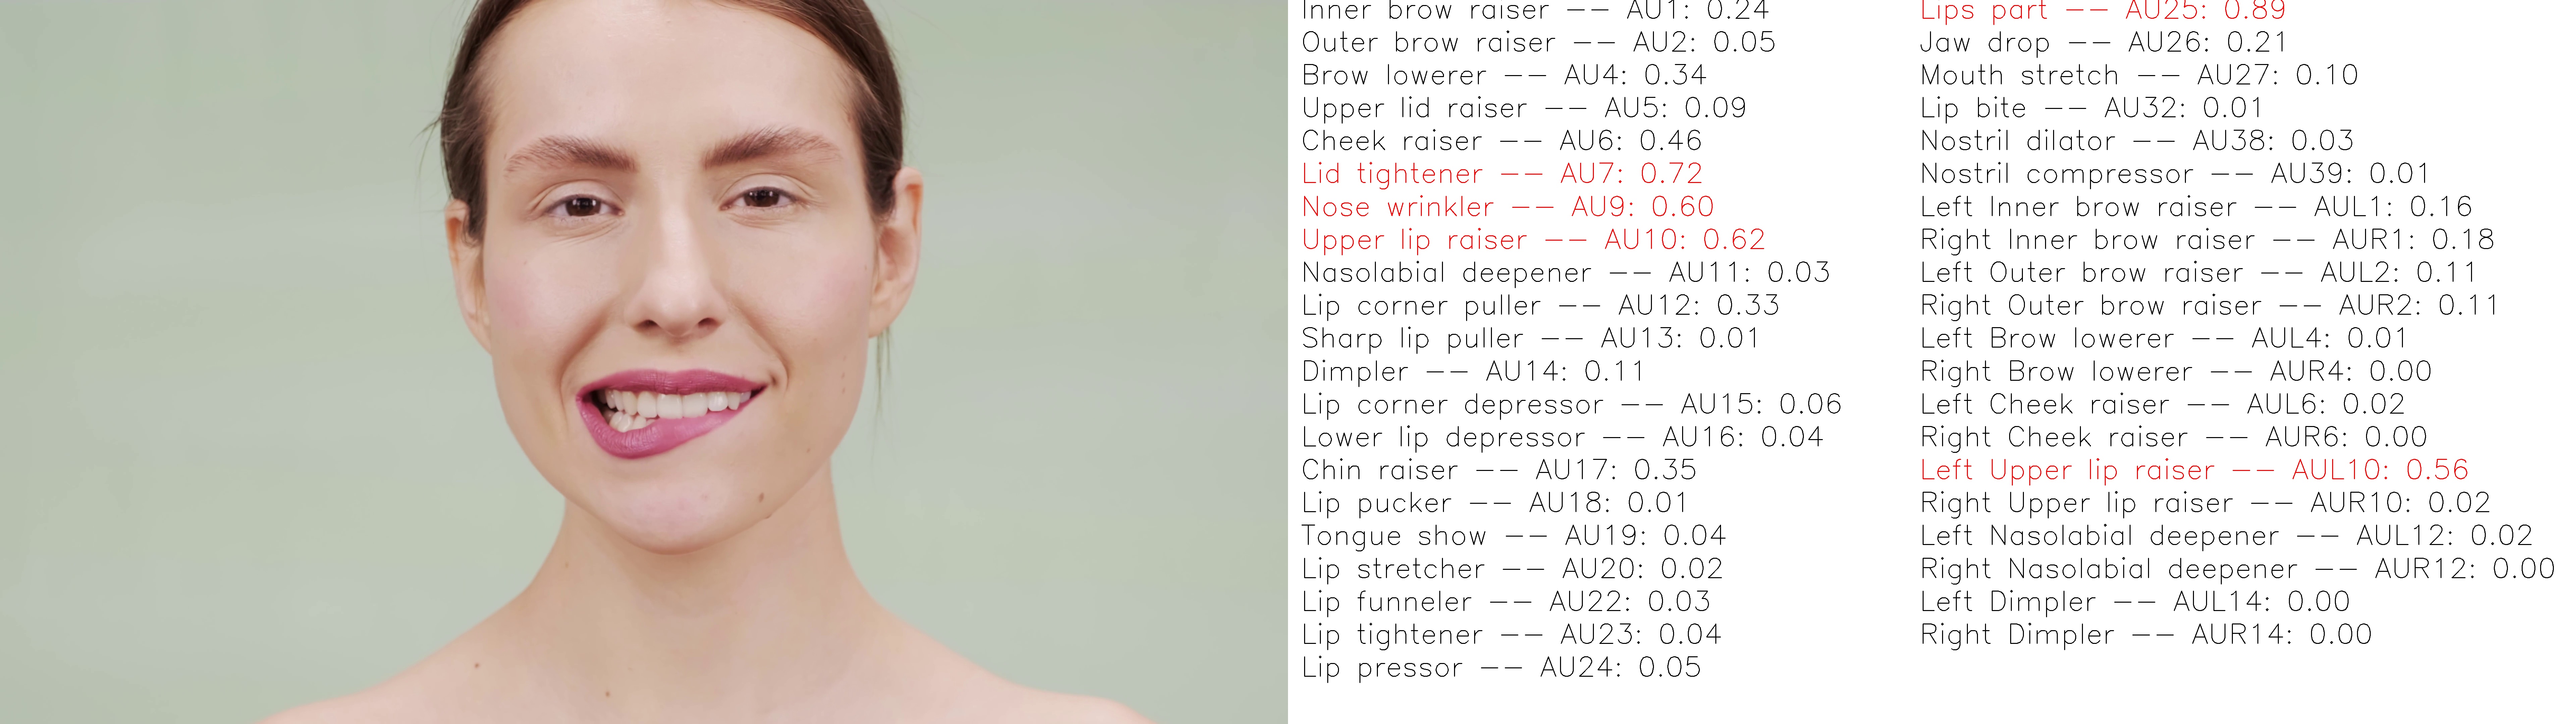 Inner brow raiser —— AU1: 0.24
Outer brow raiser —— AU2: 0.05
Brow lowerer —— AU4: 0.34
Upper lid raiser —— AU5: 0.09
Cheek raiser —— AU6: 0.46
Lid tightener —— AU7: 0.72
Nose wrinkler —— AU9: 0.60
Upper lip raiser —— AU10: 0.62
Nasolabial deepener —— AU11: 0.03
Lip corner puller —— AU12: 0.33
Sharp lip puller —— AU13: 0.01
Dimpler —— AU14: 0.11
Lip corner depressor —— AU15: 0.06
Lower lip depressor —— AU16: 0.04
Chin raiser —— AU17: 0.35
Lip pucker —— AU18: 0.01
Tongue show —— AU19: 0.04
Lip stretcher —— AU20: 0.02
Lip funneler —— AU22: 0.03
Lip tightener —— AU23: 0.04
Lip pressor —— AU24: 0.05
Lips part —— AU25: 0.89
Jaw drop —— AU26: 0.21
Mouth stretch —— AU27: 0.10
Lip bite —— AU32: 0.01
Nostril dilator —— AU38: 0.03
Nostril compressor —— AU39: 0.01
Left Inner brow raiser —— AUL1: 0.16
Right Inner brow raiser —— AUR1: 0.18
Left Outer brow raiser —— AUL2: 0.11
Right Outer brow raiser —— AUR2: 0.11
Left Brow lowerer —— AUL4: 0.01
Right Brow lowerer —— AUR4: 0.00
Left Cheek raiser —— AUL6: 0.02
Right Cheek raiser —— AUR6: 0.00
Left Upper lip raiser —— AUL10: 0.56
Right Upper lip raiser —— AUR10: 0.02
Left Nasolabial deepener —— AUL12: 0.02
Right Nasolabial deepener —— AUR12: 0.00
Left Dimpler —— AUL14: 0.00
Right Dimpler —— AUR14: 0.00